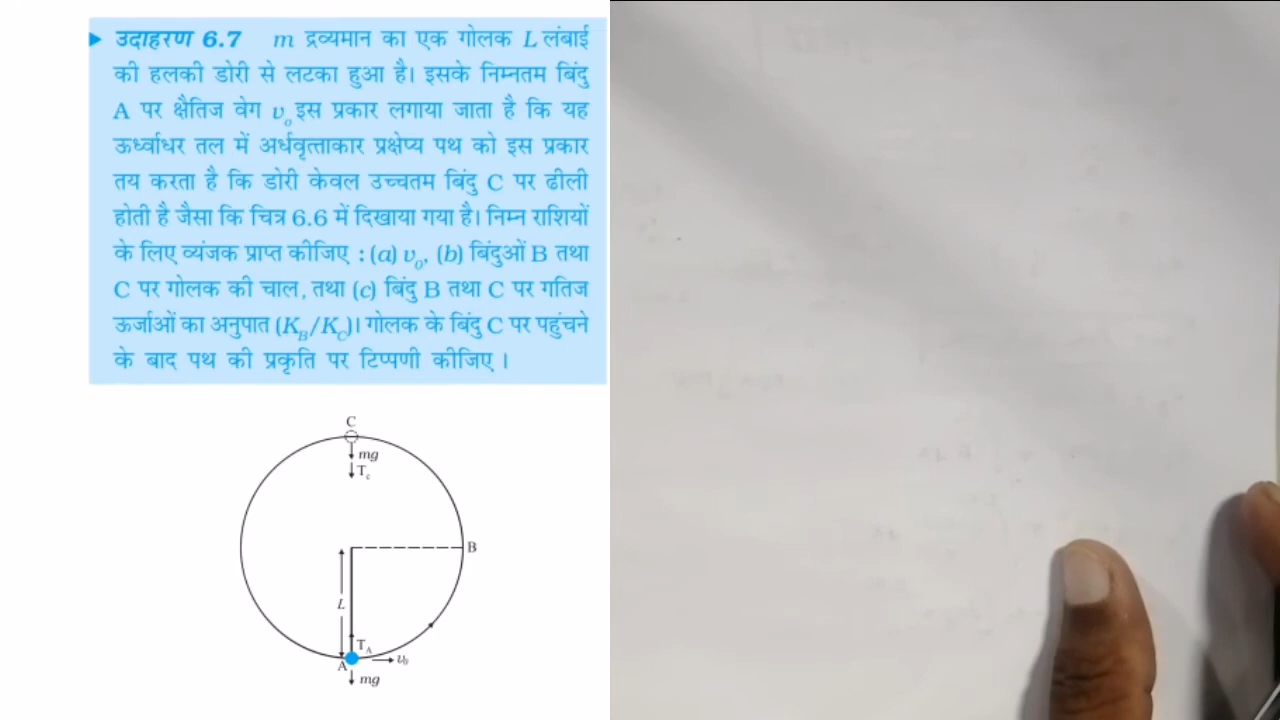 उदाहरण 6.7 m द्रव्यमान का एक गोलक L लंबाई
की हलकी डोरी से लटका हुआ है। इसके निम्नतम बिंदु
A पर क्षैतिज वेग v₀ इस प्रकार लगाया जाता है कि यह
ऊर्ध्वाधर तल में अर्धवृत्ताकार प्रक्षेप्य पथ को इस प्रकार
तय करता है कि डोरी केवल उच्चतम बिंदु C पर ढीली
होती है जैसा कि चित्र 6.6 में दिखाया गया है। निम्न राशियों
के लिए व्यंजक प्राप्त कीजिए : (a) v₀, (b) बिंदुओं B तथा
C पर गोलक की चाल, तथा (c) बिंदु B तथा C पर गतिज
ऊर्जाओं का अनुपात (K_B/K_C)। गोलक के बिंदु C पर पहुंचने
के बाद पथ की प्रकृति पर टिप्पणी कीजिए ।
C
mg
T_c
B
L
T_A
A v₀
mg